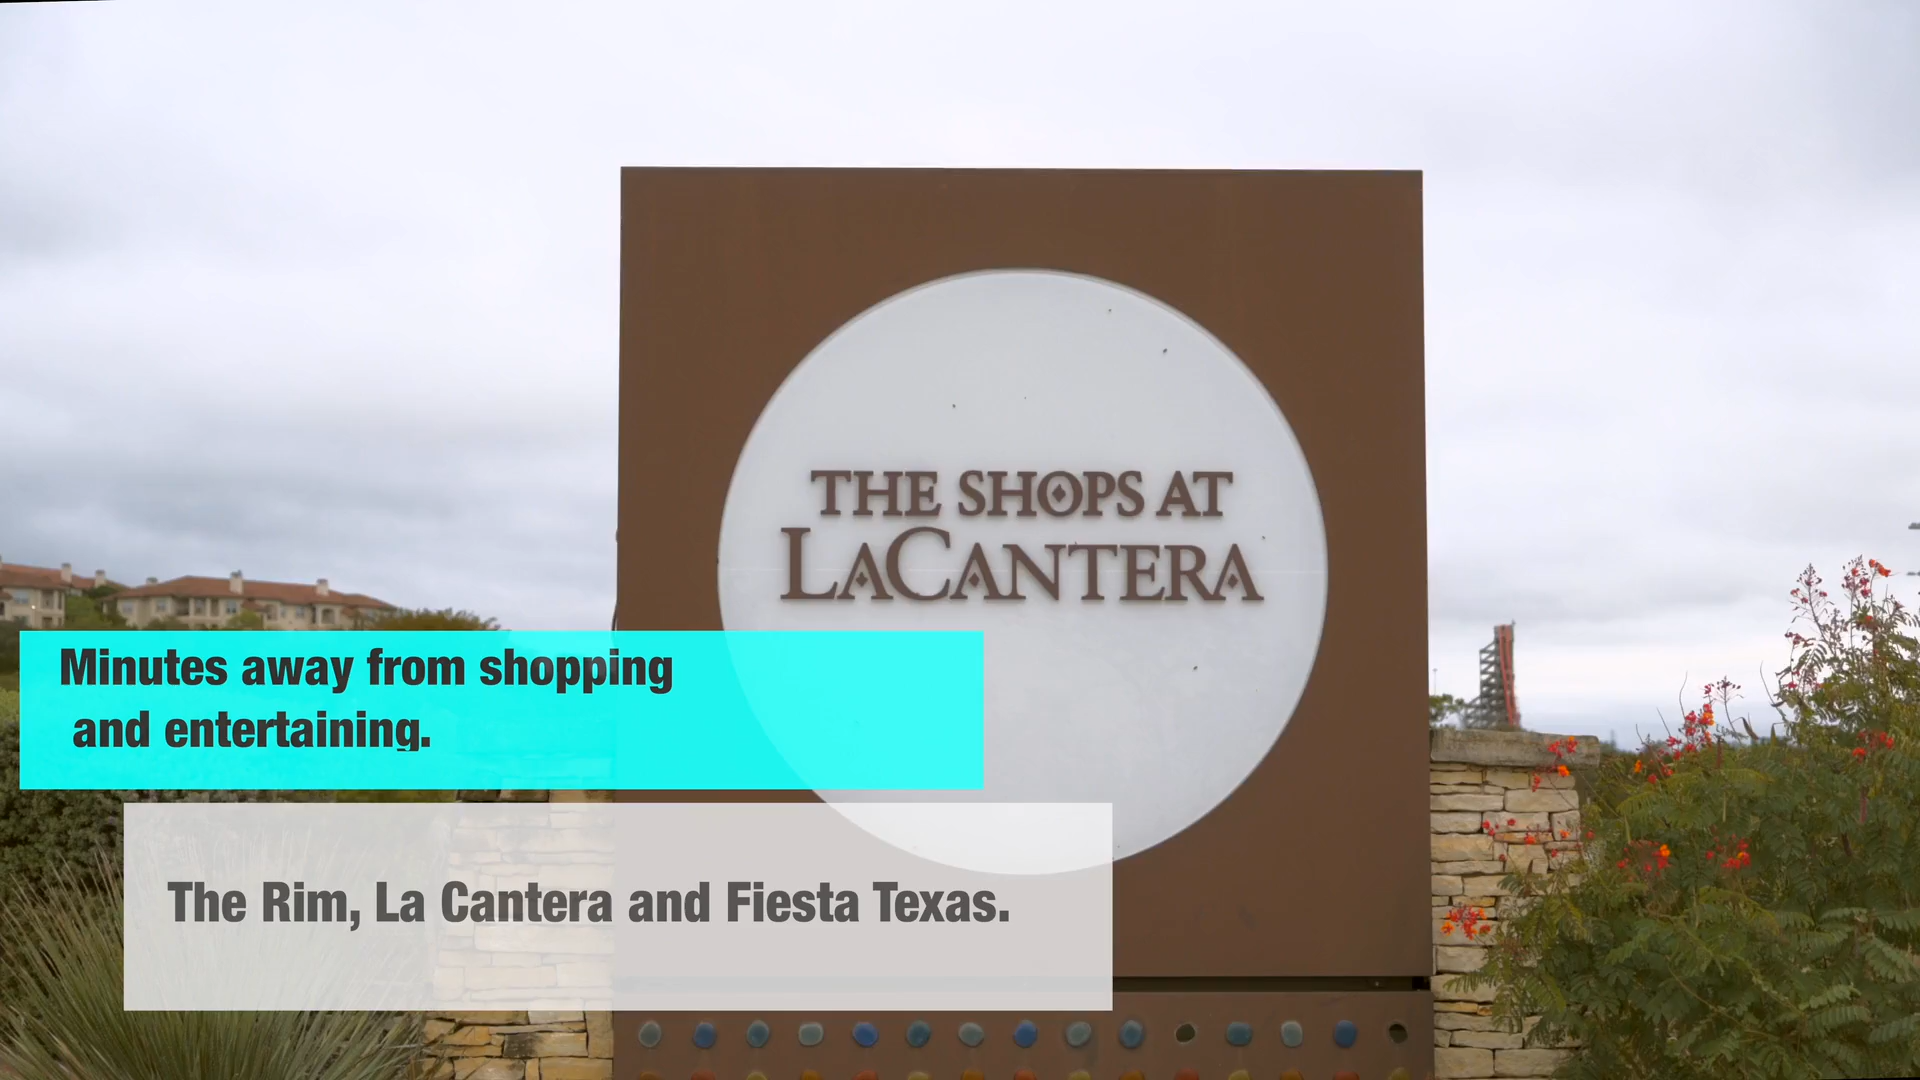 THE SHOPS AT
LACANTERA
Minutes away from shopping
and entertaining.
The Rim, La Cantera and Fiesta Texas.